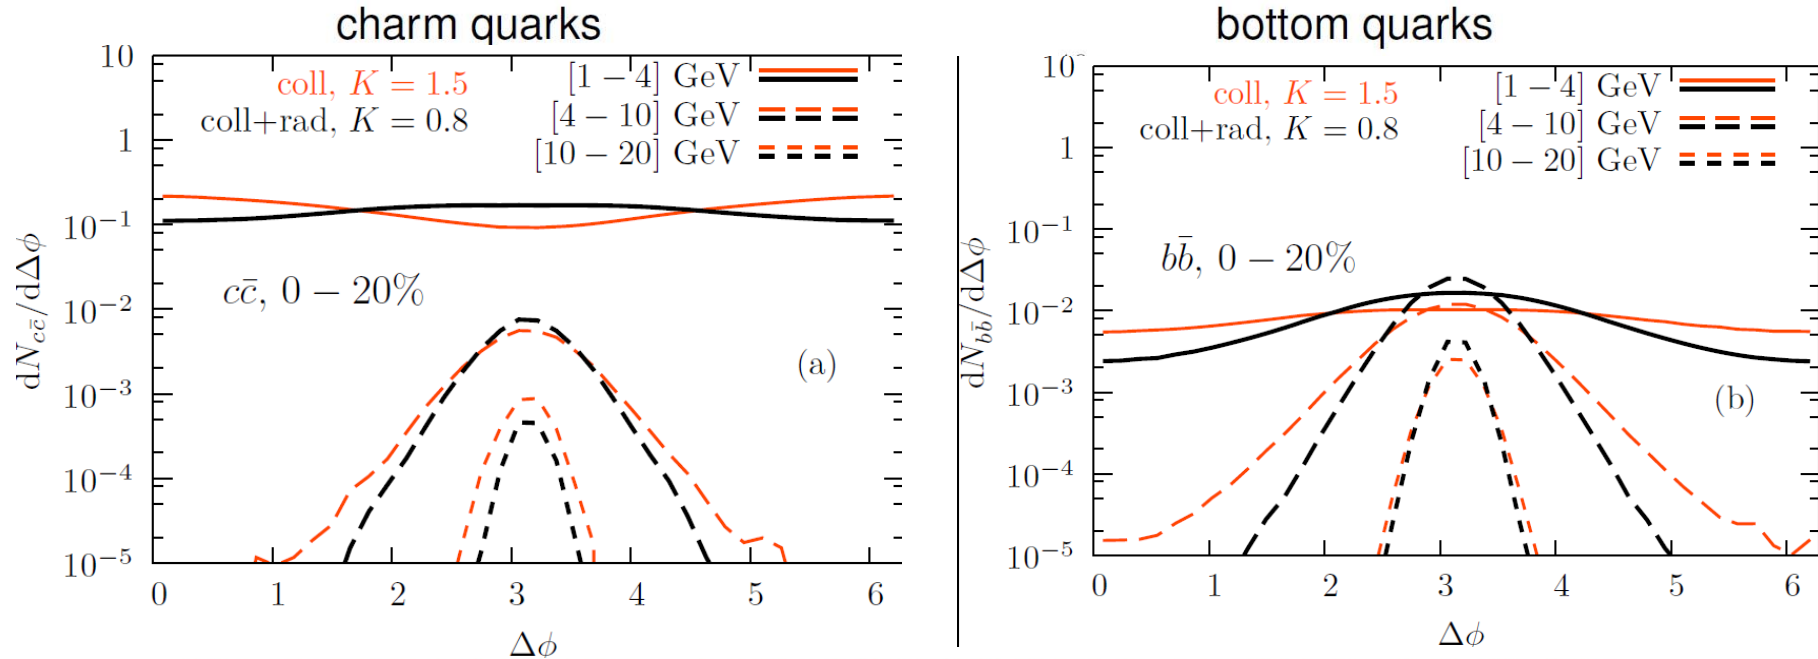 charm quarks
10
1
10⁻¹
10⁻²
10⁻³
10⁻⁴
10⁻⁵
dN_{cc̄}/dΔϕ
coll, K = 1.5
coll+rad, K = 0.8
[1 − 4] GeV
[4 − 10] GeV
[10 − 20] GeV
cc̄, 0 − 20%
(a)
0 1 2 3 4 5 6
Δϕ
bottom quarks
1
10⁻¹
10⁻²
10⁻³
10⁻⁴
10⁻⁵
dN_{bb̄}/dΔϕ
coll, K = 1.5
coll+rad, K = 0.8
[1 − 4] GeV
[4 − 10] GeV
[10 − 20] GeV
bb̄, 0 − 20%
(b)
0 1 2 3 4 5 6
Δϕ